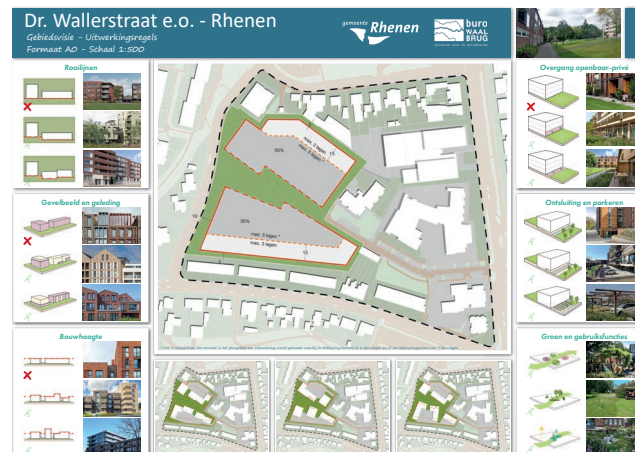 Dr. Wallerstraat e.o. - Rhenen
Gebiedsvisie - Uitwerkingsregels
Formaat A0 - Schaal 1:500
gemeente
Rhenen
buro
WAAL
BRUG
Rooilijnen
Gevelbeeld en geleding
Bouwhoogte
50%
max. 3 lagen
max. 5 lagen *
15
50%
max. 5 lagen *
max. 3 lagen
15
10
Overgang openbaar-privé
Ontsluiting en parkeren
Groen en gebruiksfuncties